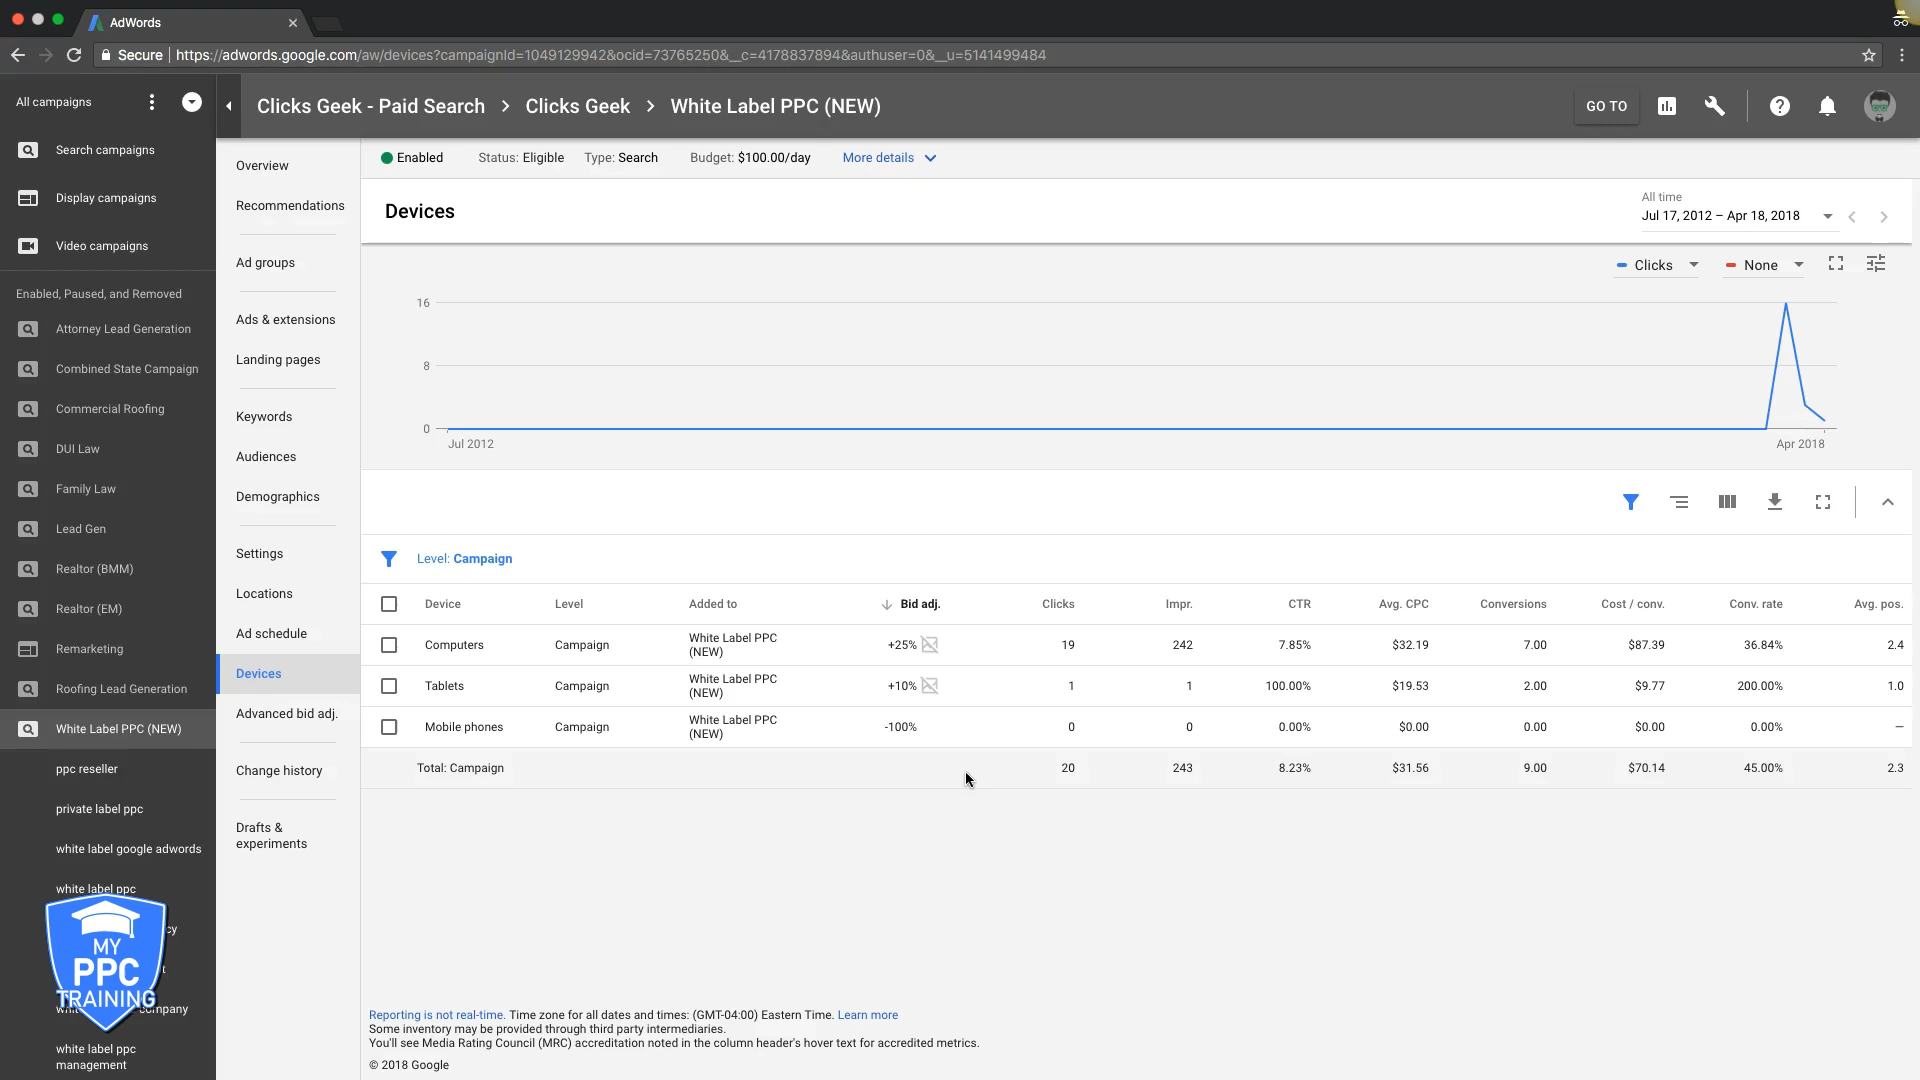 AdWords
Secure https://adwords.google.com/aw/devices?campaignId=1049129942&ocid=73765250&__c=4178837894&authuser=0&__u=5141499484
All campaigns
Clicks Geek - Paid Search > Clicks Geek > White Label PPC (NEW)
GO TO
Search campaigns
Display campaigns
Video campaigns
Enabled, Paused, and Removed
Attorney Lead Generation
Combined State Campaign
Commercial Roofing
DUI Law
Family Law
Lead Gen
Realtor (BMM)
Realtor (EM)
Remarketing
Roofing Lead Generation
White Label PPC (NEW)
ppc reseller
private label ppc
white label google adwords
white label ppc
cy
t
company
white label ppc
management
MY
PPC
TRAINING
Overview
Recommendations
Ad groups
Ads & extensions
Landing pages
Keywords
Audiences
Demographics
Settings
Locations
Ad schedule
Devices
Advanced bid adj.
Change history
Drafts &
experiments
Enabled Status: Eligible Type: Search Budget: $100.00/day More details
Devices
All time
Jul 17, 2012 – Apr 18, 2018
Clicks None
16
8
0
Jul 2012 Apr 2018
Level: Campaign
Device Level Added to Bid adj. Clicks Impr. CTR Avg. CPC Conversions Cost / conv. Conv. rate Avg. pos.
Computers Campaign White Label PPC (NEW) +25% 19 242 7.85% $32.19 7.00 $87.39 36.84% 2.4
Tablets Campaign White Label PPC (NEW) +10% 1 1 100.00% $19.53 2.00 $9.77 200.00% 1.0
Mobile phones Campaign White Label PPC (NEW) -100% 0 0 0.00% $0.00 0.00 $0.00 0.00% —
Total: Campaign 20 243 8.23% $31.56 9.00 $70.14 45.00% 2.3
Reporting is not real-time. Time zone for all dates and times: (GMT-04:00) Eastern Time. Learn more
Some inventory may be provided through third party intermediaries.
You'll see Media Rating Council (MRC) accreditation noted in the column header's hover text for accredited metrics.
© 2018 Google